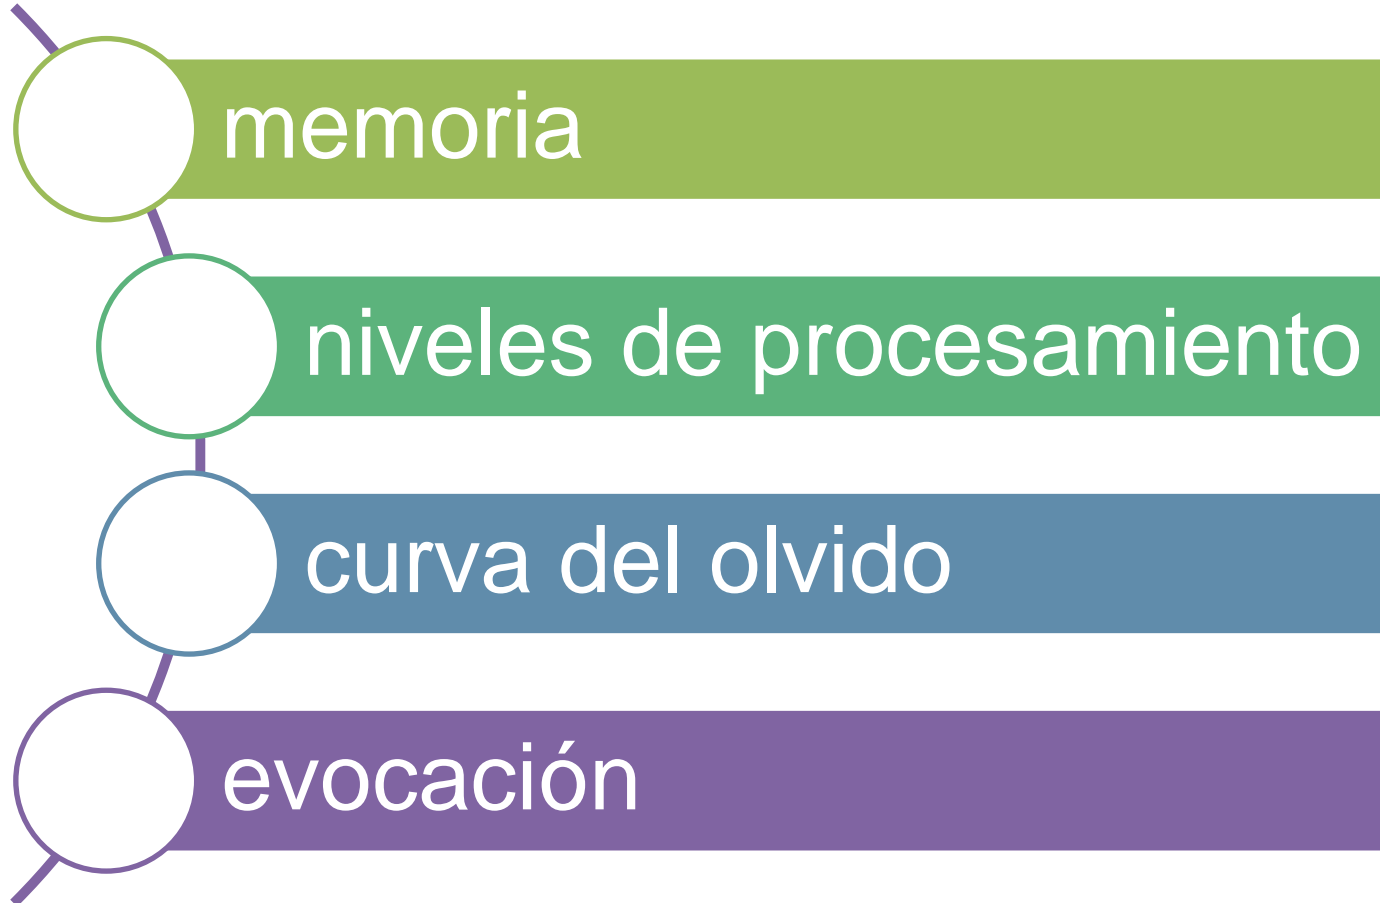 memoria
niveles de procesamiento
curva del olvido
evocación